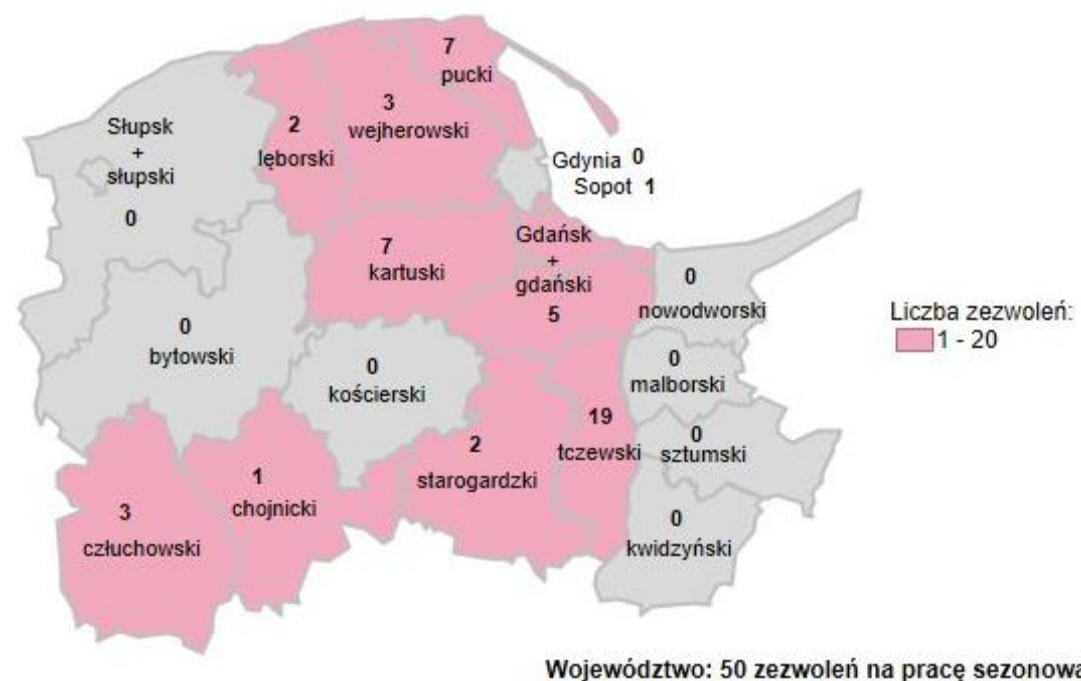 7
pucki
3
wejherowski
2
lęborski
Słupsk
+
słupski
0
Gdynia 0
Sopot 1
7
kartuski
Gdańsk
+
gdański
5
0
nowodworski
Liczba zezwoleń:
1 - 20
0
bytowski
0
kościerski
0
malborski
19
tczewski
0
sztumski
2
starogardzki
1
chojnicki
3
człuchowski
0
kwidzyński
Województwo: 50 zezwoleń na pracę sezonową